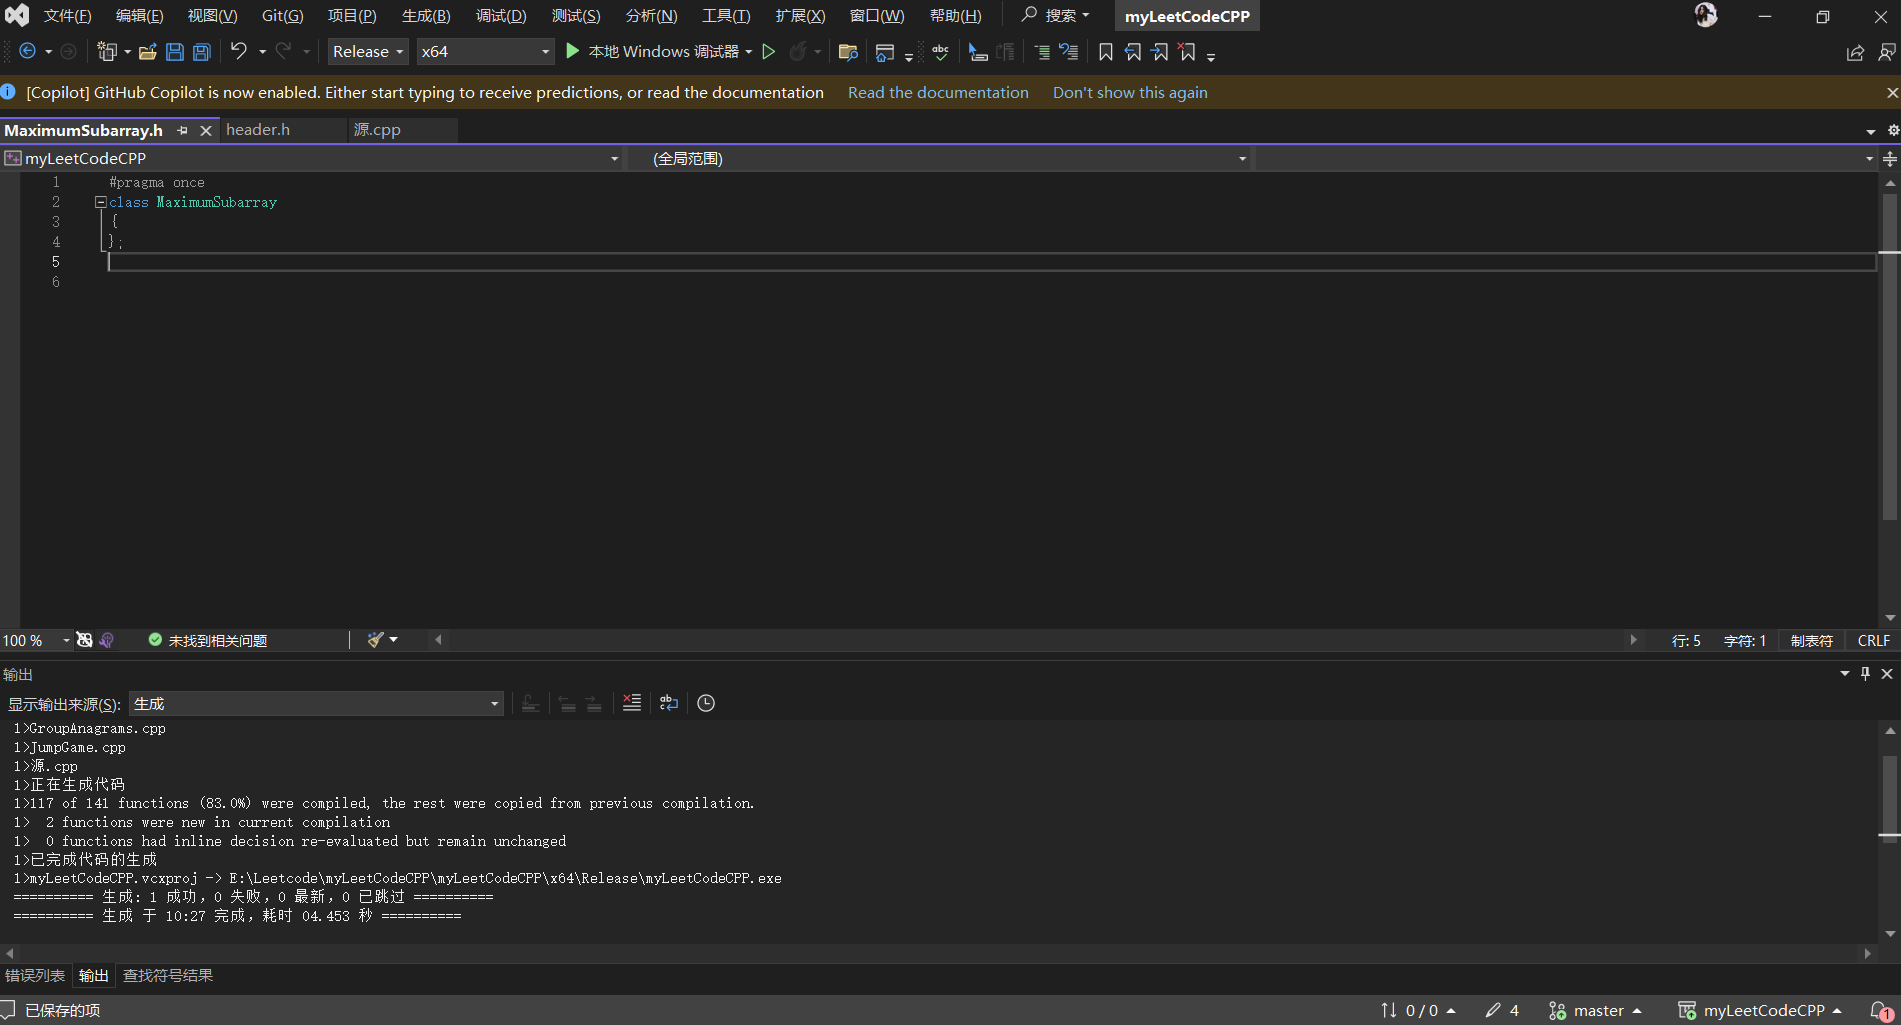 文件(F) 编辑(E) 视图(V) Git(G) 项目(P) 生成(B) 调试(D) 测试(S) 分析(N) 工具(T) 扩展(X) 窗口(W) 帮助(H) 搜索 myLeetCodeCPP
Release x64 本地 Windows 调试器 abc
[Copilot] GitHub Copilot is now enabled. Either start typing to receive predictions, or read the documentation Read the documentation Don't show this again
MaximumSubarray.h header.h 源.cpp
myLeetCodeCPP (全局范围)
1 #pragma once
2 class MaximumSubarray
3 {
4 };
5
6
100 % 未找到相关问题 行: 5 字符: 1 制表符 CRLF
输出
显示输出来源(S): 生成
1>GroupAnagrams.cpp
1>JumpGame.cpp
1>源.cpp
1>正在生成代码
1>117 of 141 functions (83.0%) were compiled, the rest were copied from previous compilation.
1>  2 functions were new in current compilation
1>  0 functions had inline decision re-evaluated but remain unchanged
1>已完成代码的生成
1>myLeetCodeCPP.vcxproj -> E:\Leetcode\myLeetCodeCPP\myLeetCodeCPP\x64\Release\myLeetCodeCPP.exe
========== 生成: 1 成功，0 失败，0 最新，0 已跳过 ==========
========== 生成 于 10:27 完成，耗时 04.453 秒 ==========
错误列表 输出 查找符号结果
已保存的项 0 / 0 4 master myLeetCodeCPP 1